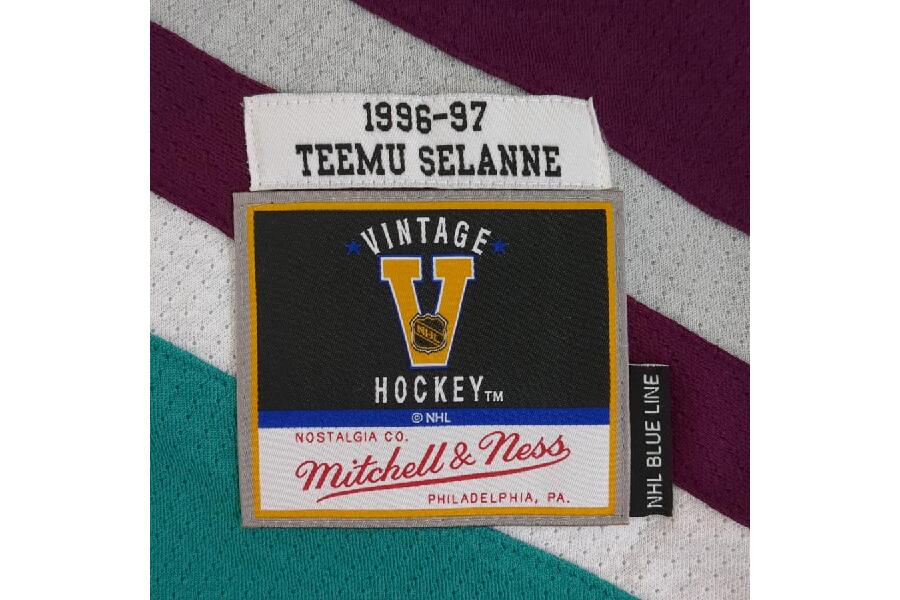 1996-97
TEEMU SELANNE
VINTAGE
V
NHL
HOCKEY™
© NHL
NOSTALGIA CO.
Mitchell & Ness
PHILADELPHIA, PA.
NHL BLUE LINE